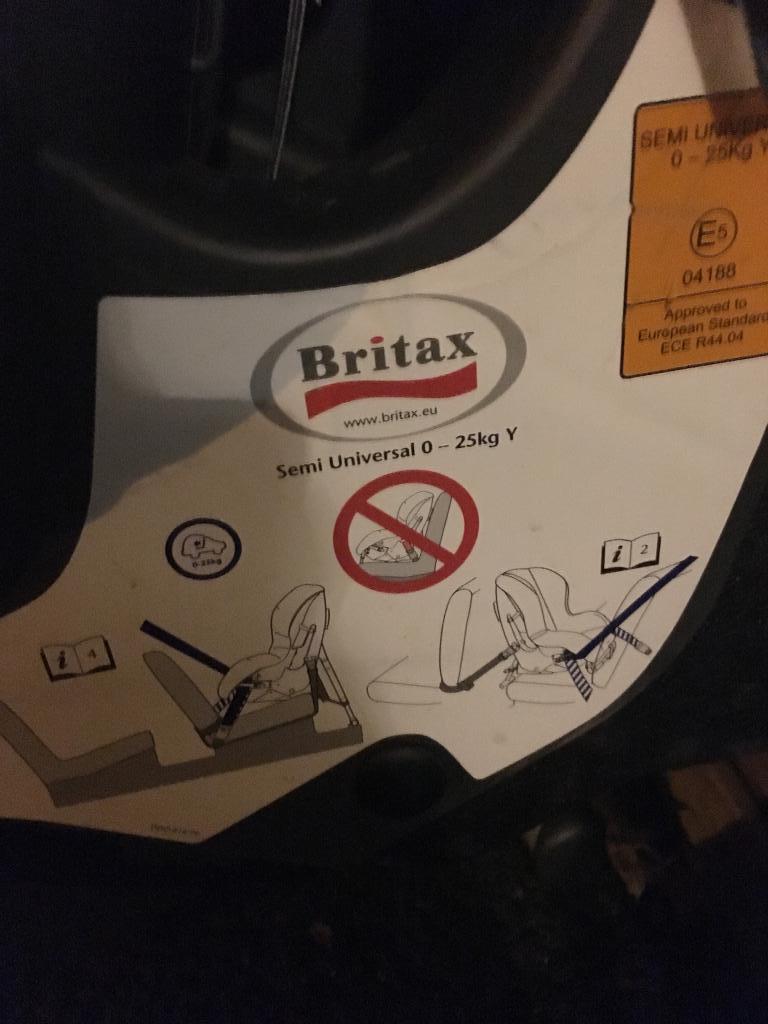 SEMI UNIVER
0 - 25Kg Y
E5
04188
Approved to
European Standard
ECE R44.04
Britax
www.britax.eu
Semi Universal 0 – 25kg Y
0-25kg
i 2
i 4